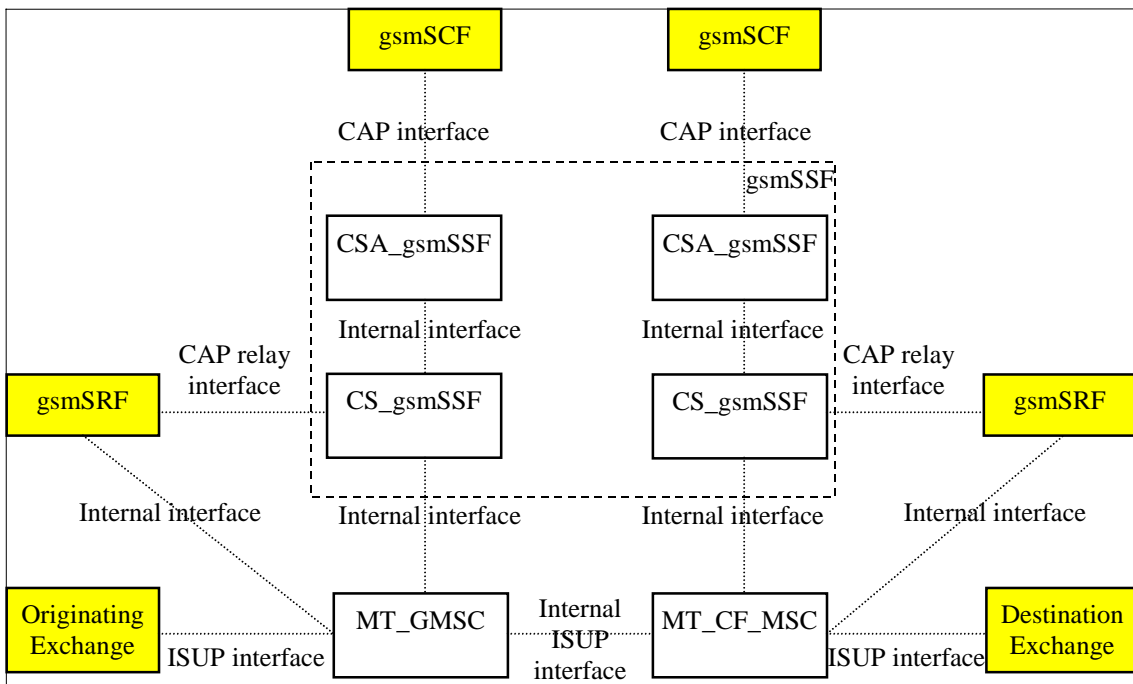 gsmSCF
gsmSCF
CAP interface
CAP interface
gsmSSF
CSA_gsmSSF
CSA_gsmSSF
Internal interface
Internal interface
CAP relay
interface
CAP relay
interface
gsmSRF
CS_gsmSSF
CS_gsmSSF
gsmSRF
Internal interface
Internal interface
Internal interface
Internal interface
Originating
Exchange
ISUP interface
MT_GMSC
Internal
ISUP
interface
MT_CF_MSC
ISUP interface
Destination
Exchange